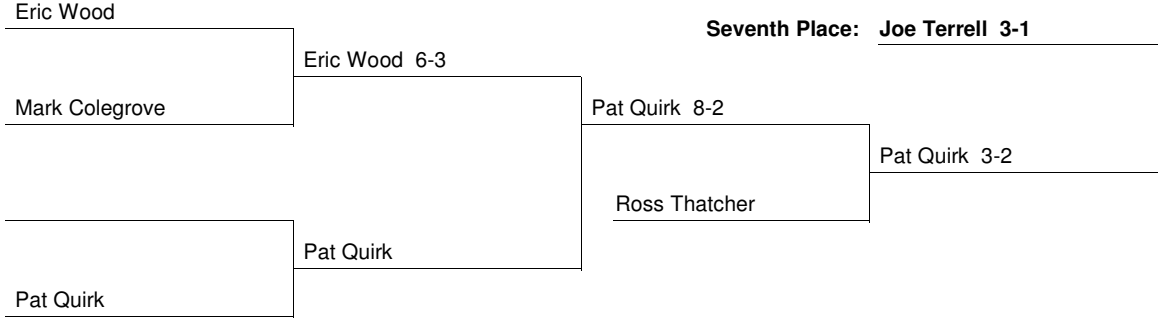 Eric Wood
Seventh Place: Joe Terrell 3-1
Eric Wood 6-3
Mark Colegrove
Pat Quirk 8-2
Pat Quirk 3-2
Ross Thatcher
Pat Quirk
Pat Quirk